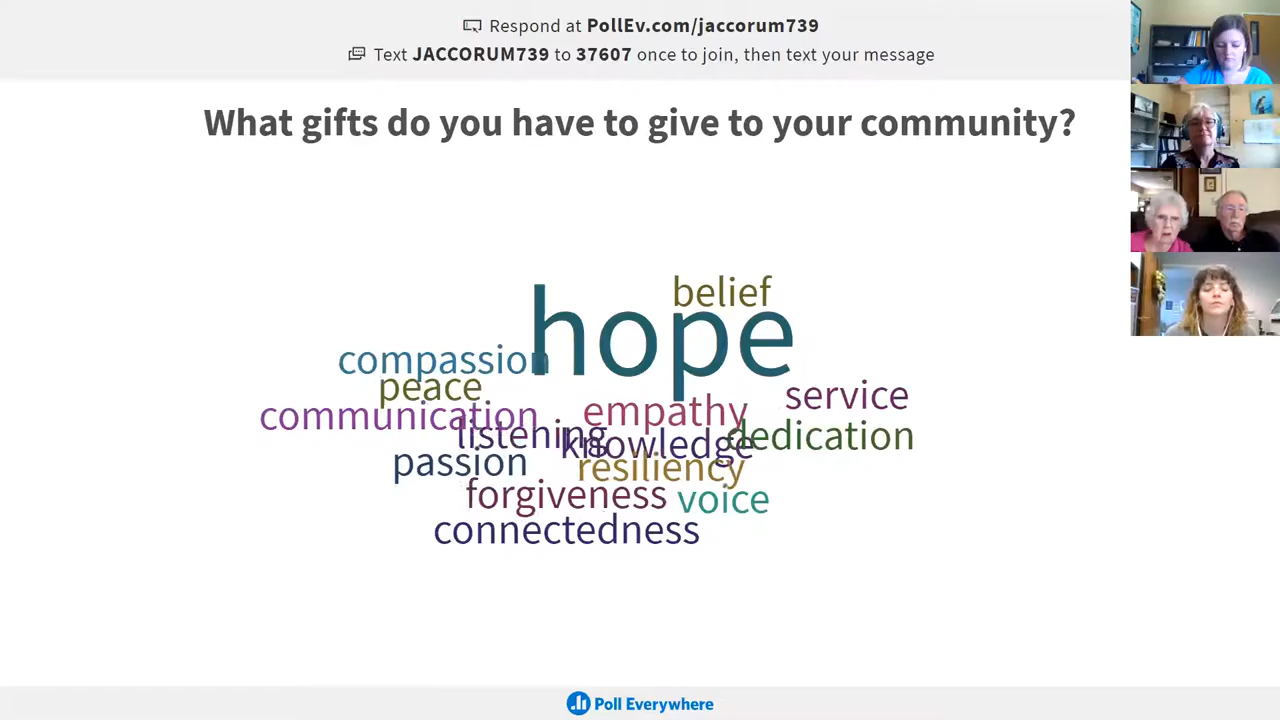 Respond at PollEv.com/jaccorum739
Text JACCORUM739 to 37607 once to join, then text your message
What gifts do you have to give to your community?
belief
hope
compassion
peace
service
communication
empathy
listening
knowledge
dedication
passion
resiliency
forgiveness
voice
connectedness
Poll Everywhere